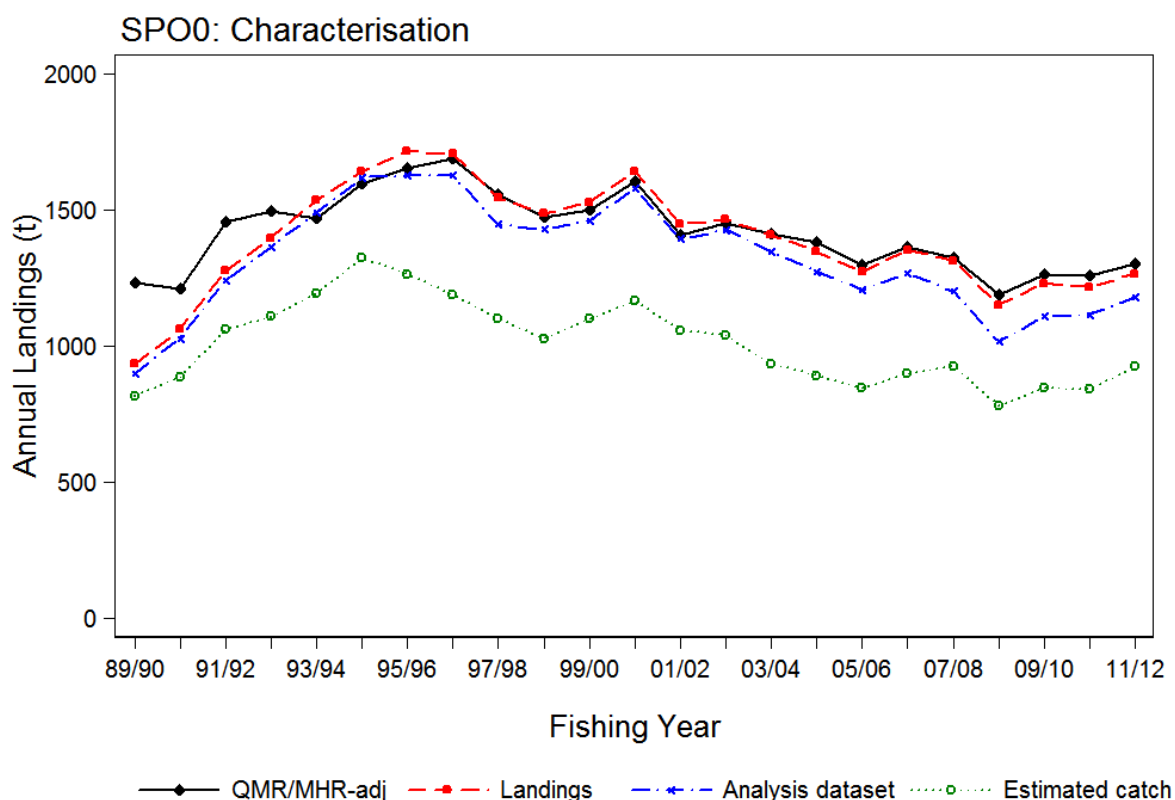 SPO0: Characterisation
2000
1500
1000
500
0
Annual Landings (t)
89/90 91/92 93/94 95/96 97/98 99/00 01/02 03/04 05/06 07/08 09/10 11/12
Fishing Year
QMR/MHR-adj Landings Analysis dataset Estimated catch